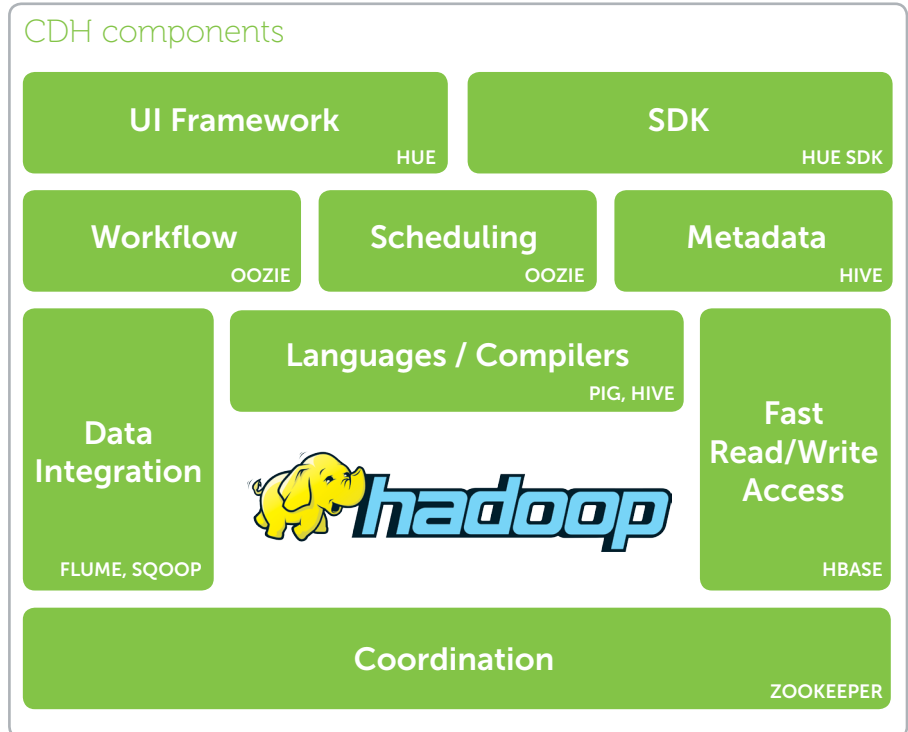 CDH components
UI Framework
HUE
SDK
HUE SDK
Workflow
OOZIE
Scheduling
OOZIE
Metadata
HIVE
Data
Integration
FLUME, SQOOP
Languages / Compilers
PIG, HIVE
hadoop
Fast
Read/Write
Access
HBASE
Coordination
ZOOKEEPER